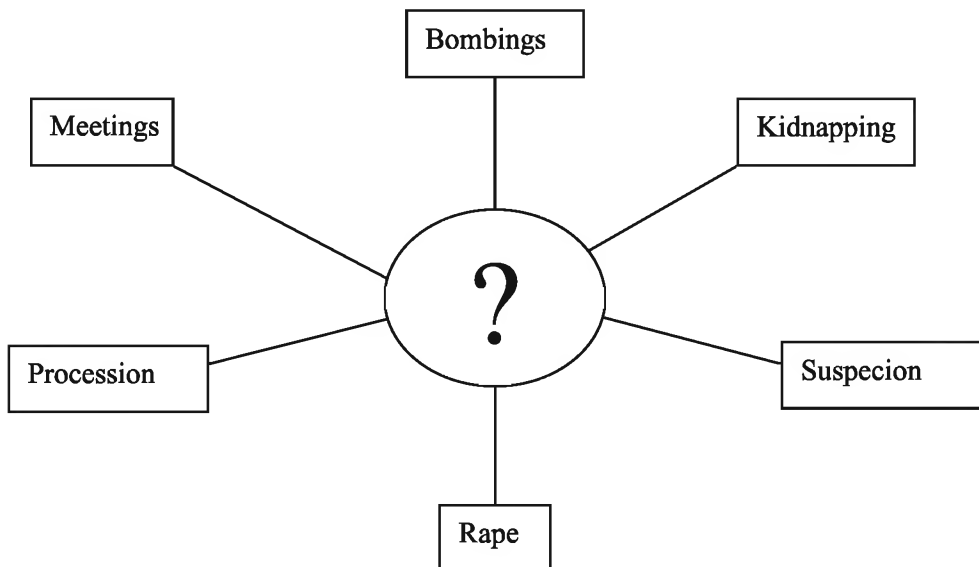 Bombings
Meetings
Kidnapping
?
Procession
Suspecion
Rape